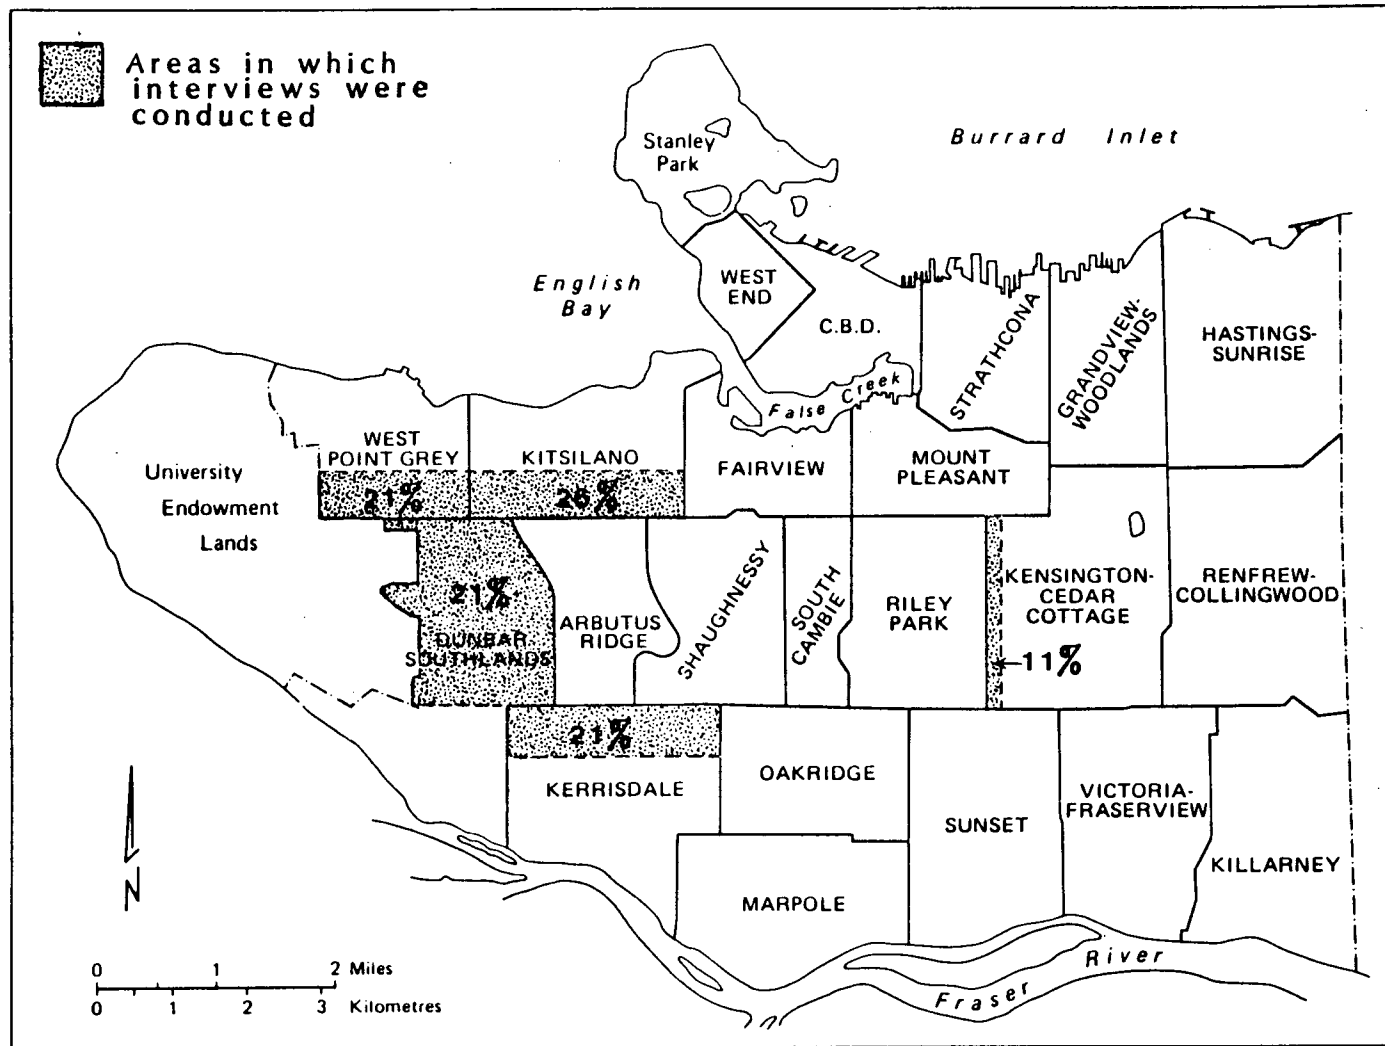 Areas in which
interviews were
conducted
Stanley
Park
Burrard Inlet
English
Bay
WEST
END
C.B.D.
STRATHCONA
GRANDVIEW-
WOODLANDS
HASTINGS-
SUNRISE
False Creek
WEST
POINT GREY
KITSILANO
FAIRVIEW
MOUNT
PLEASANT
21%
26%
University
Endowment
Lands
21%
DUNBAR
SOUTHLANDS
ARBUTUS
RIDGE
SHAUGHNESSY
SOUTH
CAMBIE
RILEY
PARK
KENSINGTON-
CEDAR
COTTAGE
11%
RENFREW-
COLLINGWOOD
21%
KERRISDALE
OAKRIDGE
MARPOLE
SUNSET
VICTORIA-
FRASERVIEW
KILLARNEY
Fraser River
N
0 1 2 Miles
0 1 2 3 Kilometres